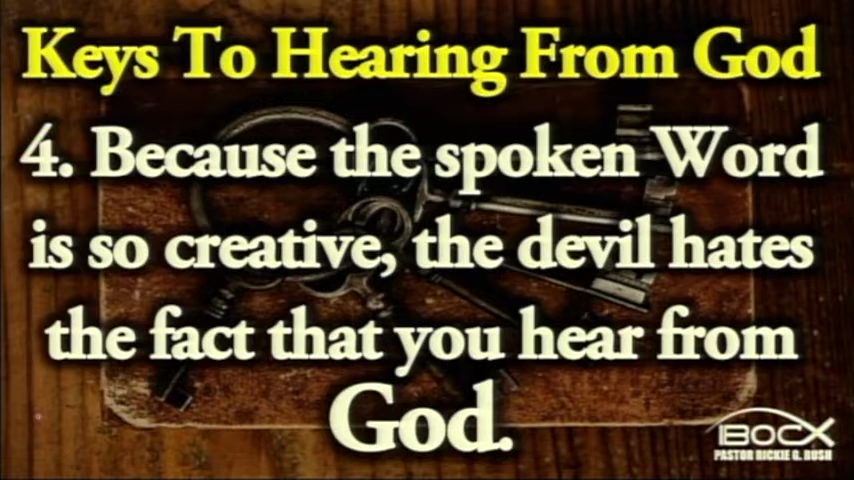 Keys To Hearing From God
4. Because the spoken Word
is so creative, the devil hates
the fact that you hear from
God.
IBOCX
PASTOR RICKIE G. RUSH